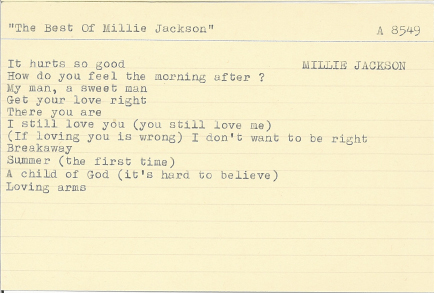 "The Best Of Millie Jackson" A 8549
It hurts so good MILLIE JACKSON
How do you feel the morning after ?
My man, a sweet man
Get your love right
There you are
I still love you (you still love me)
(If loving you is wrong) I don't want to be right
Breakaway
Summer (the first time)
A child of God (it's hard to believe)
Loving arms